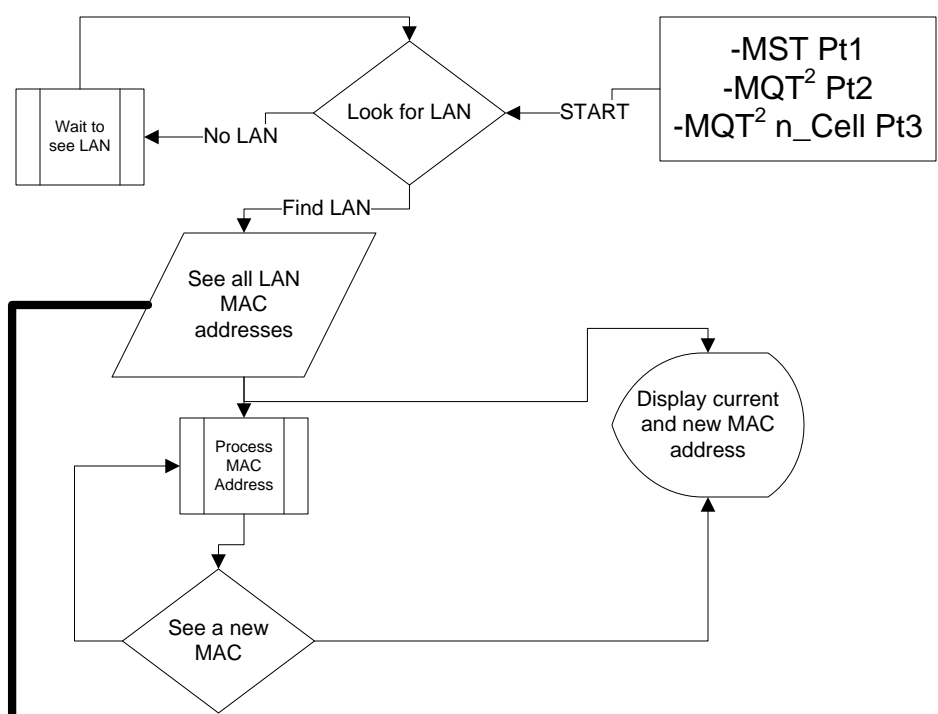 -MST Pt1
-MQT² Pt2
-MQT² n_Cell Pt3
START
Look for LAN
No LAN
Wait to
see LAN
Find LAN
See all LAN
MAC
addresses
Process
MAC
Address
Display current
and new MAC
address
See a new
MAC